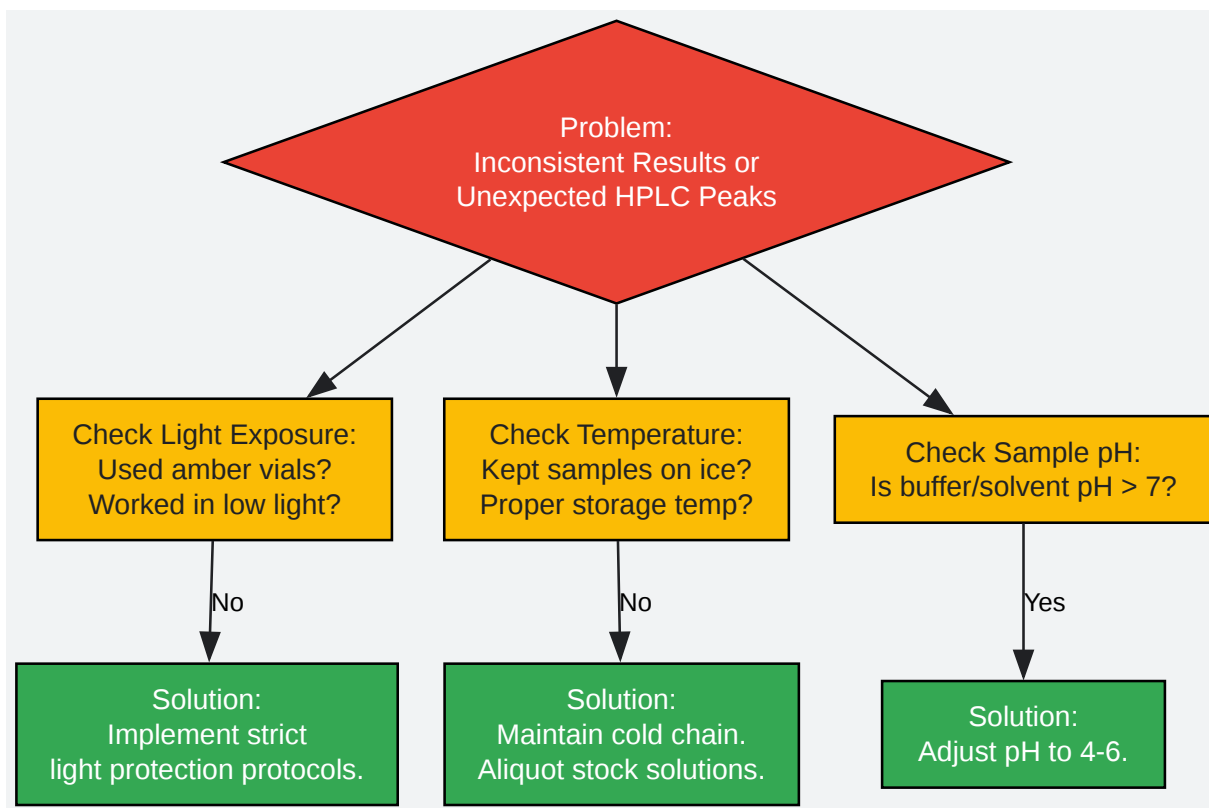 Problem:
Inconsistent Results or
Unexpected HPLC Peaks
Check Light Exposure:
Used amber vials?
Worked in low light?
Check Temperature:
Kept samples on ice?
Proper storage temp?
Check Sample pH:
Is buffer/solvent pH > 7?
No
No
Yes
Solution:
Implement strict
light protection protocols.
Solution:
Maintain cold chain.
Aliquot stock solutions.
Solution:
Adjust pH to 4-6.